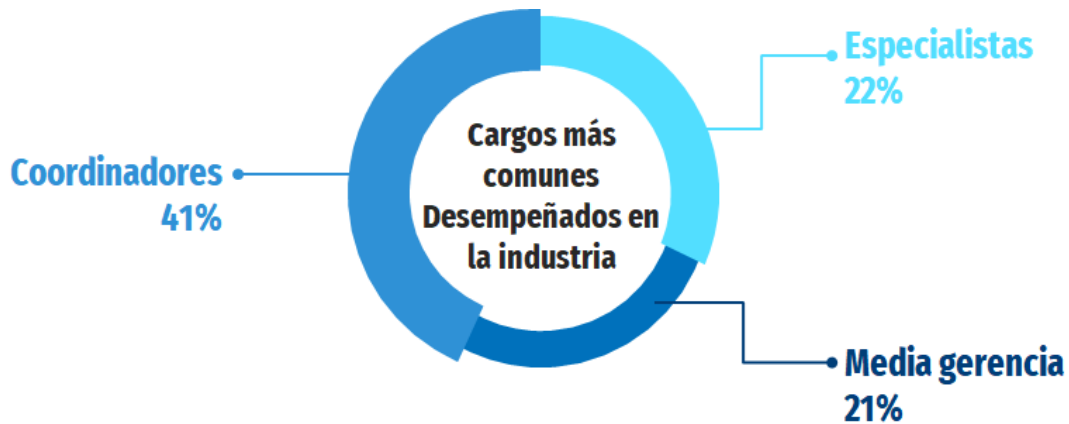 Cargos más
comunes
Desempeñados en
la industria
Especialistas
22%
Coordinadores
41%
Media gerencia
21%